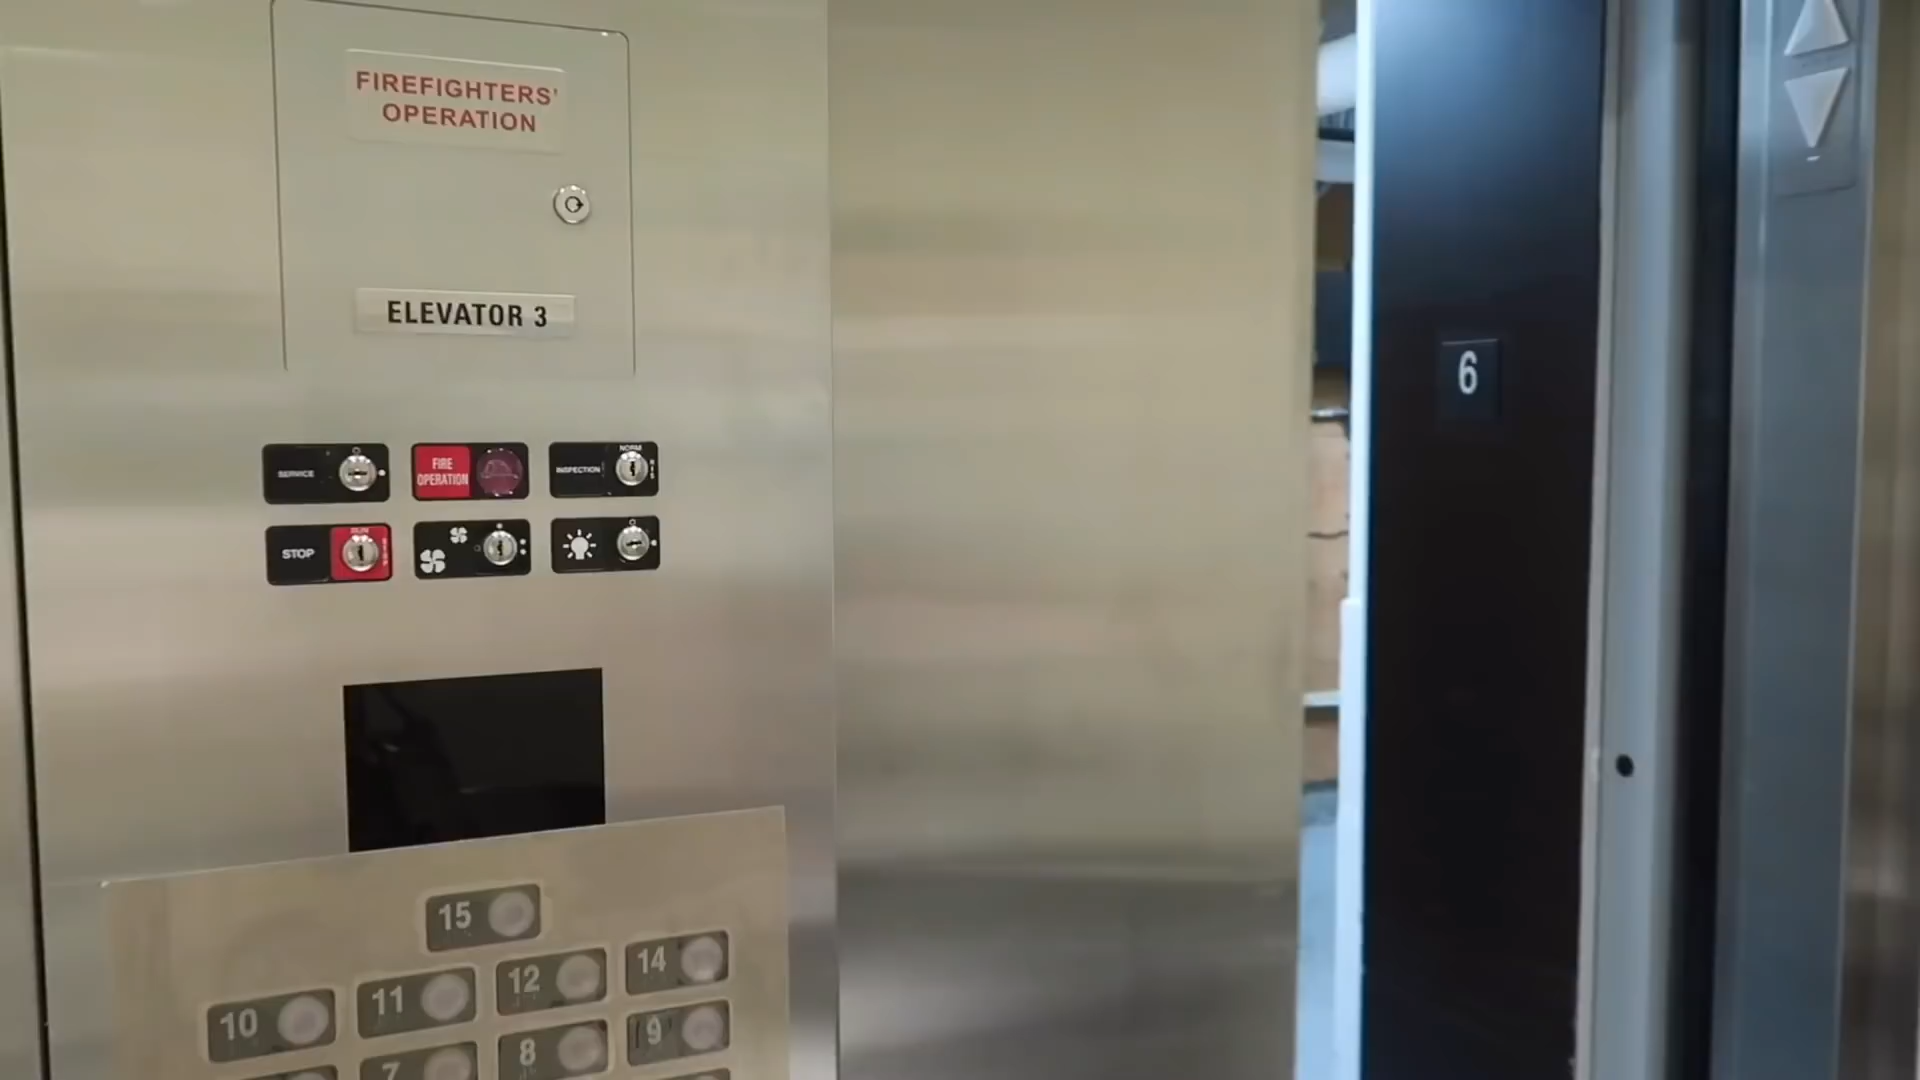 FIREFIGHTERS'
OPERATION
ELEVATOR 3
SERVICE
FIRE
OPERATION
INSPECTION
NORM
STOP
RUN
6
15
10
11
12
14
7
8
9